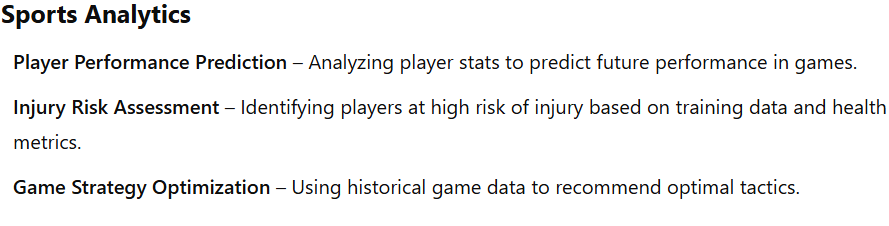 Sports Analytics
Player Performance Prediction – Analyzing player stats to predict future performance in games.
Injury Risk Assessment – Identifying players at high risk of injury based on training data and health
metrics.
Game Strategy Optimization – Using historical game data to recommend optimal tactics.